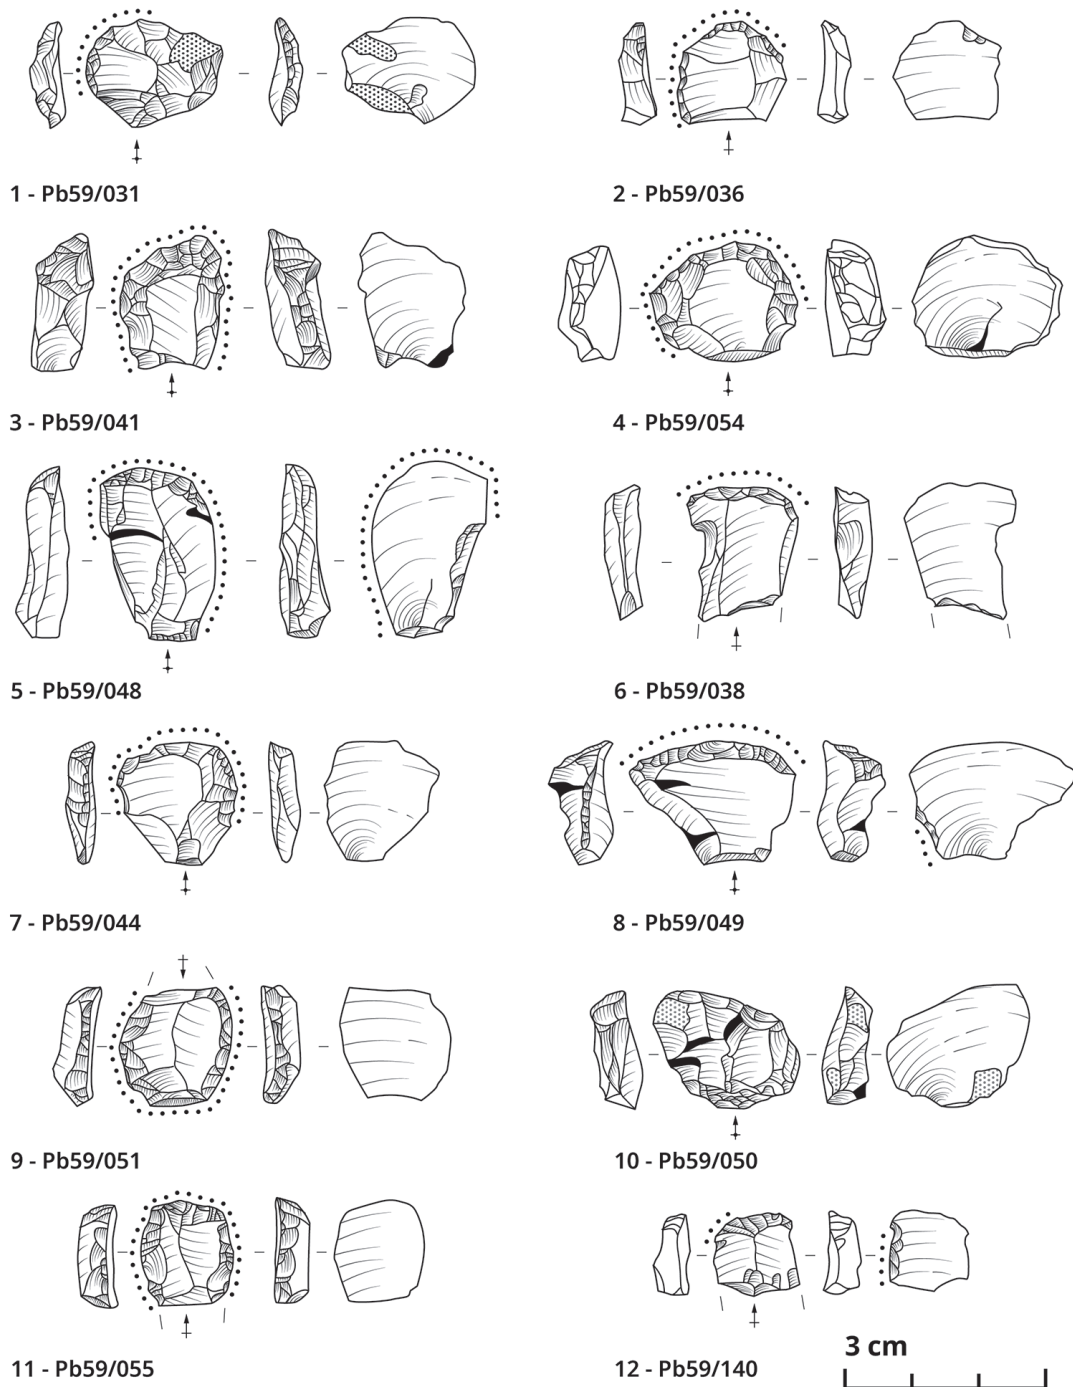 1 - Pb59/031
2 - Pb59/036
3 - Pb59/041
4 - Pb59/054
5 - Pb59/048
6 - Pb59/038
7 - Pb59/044
8 - Pb59/049
9 - Pb59/051
10 - Pb59/050
11 - Pb59/055
12 - Pb59/140
3 cm